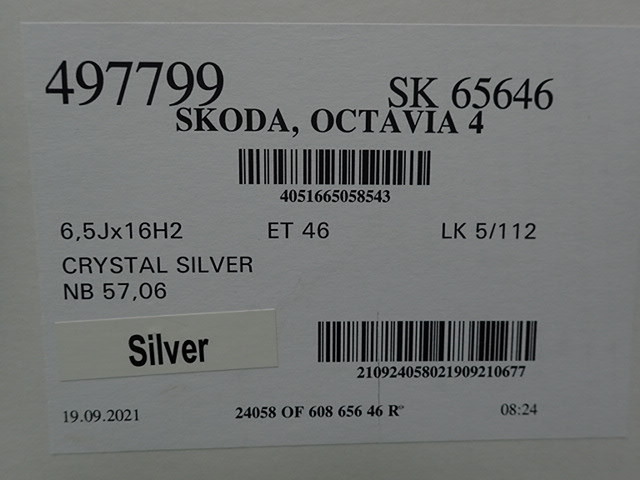 497799 SK 65646
SKODA, OCTAVIA 4
4051665058543
6,5Jx16H2 ET 46 LK 5/112
CRYSTAL SILVER
NB 57,06
Silver
210924058021909210677
19.09.2021 24058 OF 608 656 46 R 08:24